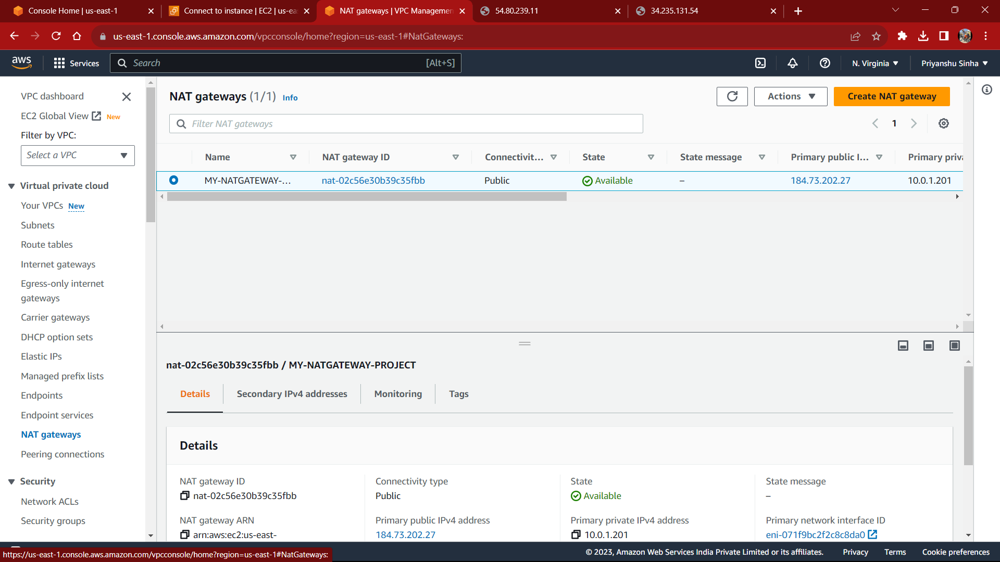 Console Home | us-east-1
Connect to instance | EC2 | us-ea
NAT gateways | VPC Managemen
54.80.239.11
34.235.131.54
us-east-1.console.aws.amazon.com/vpcconsole/home?region=us-east-1#NatGateways:
aws
Services
Search
[Alt+S]
N. Virginia
Priyanshu Sinha
VPC dashboard
EC2 Global View New
Filter by VPC:
Select a VPC
Virtual private cloud
Your VPCs New
Subnets
Route tables
Internet gateways
Egress-only internet
gateways
Carrier gateways
DHCP option sets
Elastic IPs
Managed prefix lists
Endpoints
Endpoint services
NAT gateways
Peering connections
Security
Network ACLs
Security groups
NAT gateways (1/1) Info
Actions
Create NAT gateway
Filter NAT gateways
1
Name NAT gateway ID Connectivit... State State message Primary public I... Primary priva
MY-NATGATEWAY-... nat-02c56e30b39c35fbb Public Available – 184.73.202.27 10.0.1.201
nat-02c56e30b39c35fbb / MY-NATGATEWAY-PROJECT
Details Secondary IPv4 addresses Monitoring Tags
Details
NAT gateway ID Connectivity type State State message
nat-02c56e30b39c35fbb Public Available –
NAT gateway ARN Primary public IPv4 address Primary private IPv4 address Primary network interface ID
arn:aws:ec2:us-east- 184.73.202.27 10.0.1.201 eni-071f9bc2f2c8c8da0
https://us-east-1.console.aws.amazon.com/vpcconsole/home?region=us-east-1#NatGateways:
© 2023, Amazon Web Services India Private Limited or its affiliates. Privacy Terms Cookie preferences